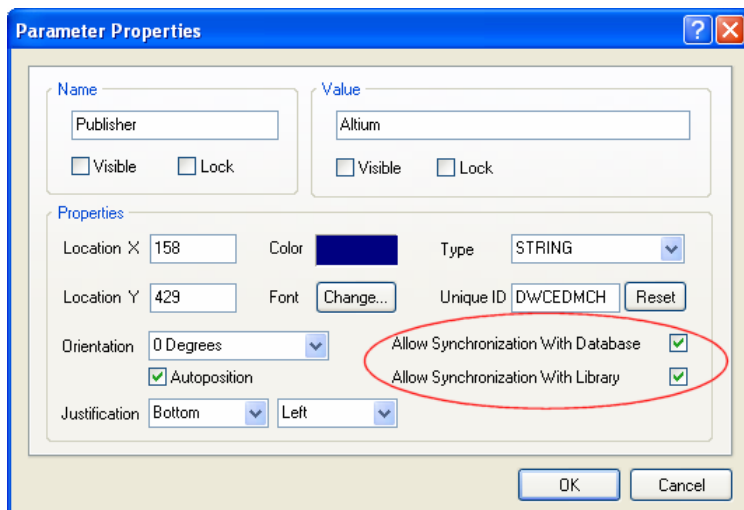 Parameter Properties
Name
Value
Publisher
Altium
Visible Lock
Visible Lock
Properties
Location X 158 Color Type STRING
Location Y 429 Font Change... Unique ID DWCEDMCH Reset
Orientation 0 Degrees Allow Synchronization With Database
Autoposition Allow Synchronization With Library
Justification Bottom Left
OK Cancel